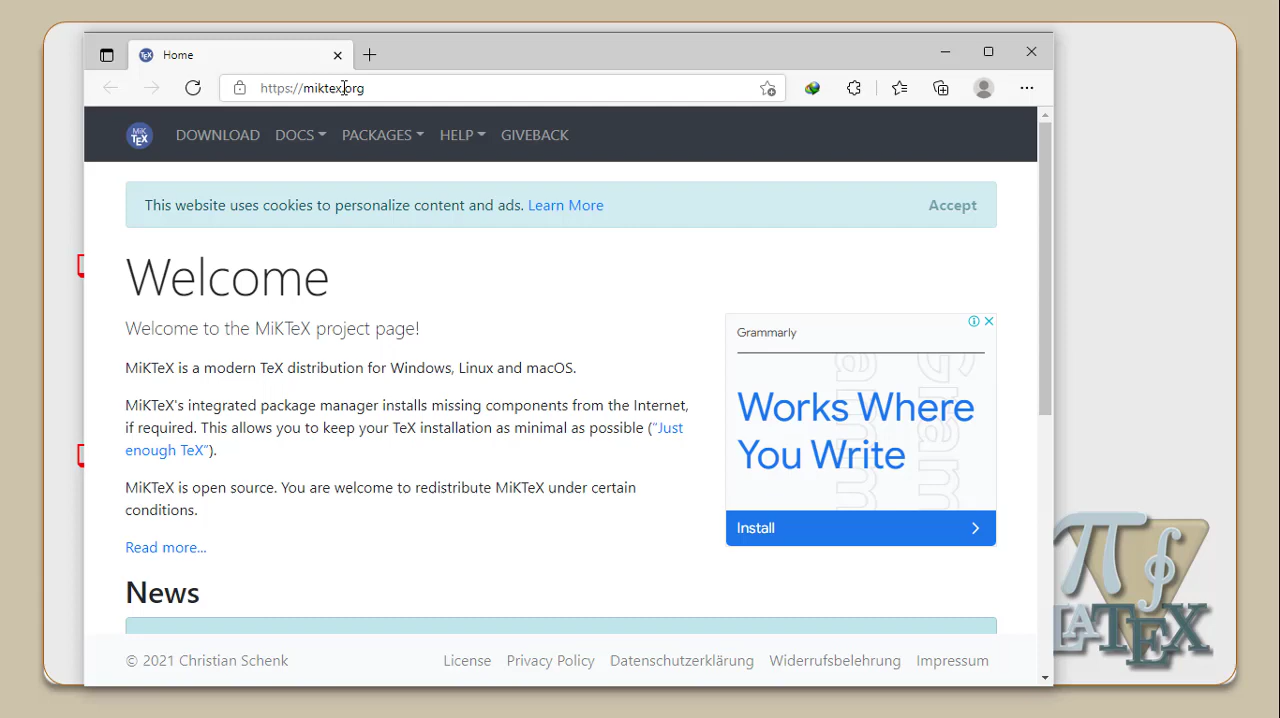 Home
https://miktex.org
MiK
TEX
DOWNLOAD
DOCS
PACKAGES
HELP
GIVEBACK
This website uses cookies to personalize content and ads. Learn More
Accept
Welcome
Welcome to the MiKTeX project page!
MiKTeX is a modern TeX distribution for Windows, Linux and macOS.
MiKTeX's integrated package manager installs missing components from the Internet,
if required. This allows you to keep your TeX installation as minimal as possible (“Just
enough TeX”).
MiKTeX is open source. You are welcome to redistribute MiKTeX under certain
conditions.
Read more...
Grammarly
Works Where
You Write
Install
News
© 2021 Christian Schenk
License
Privacy Policy
Datenschutzerklärung
Widerrufsbelehrung
Impressum
π ∮
LATEX